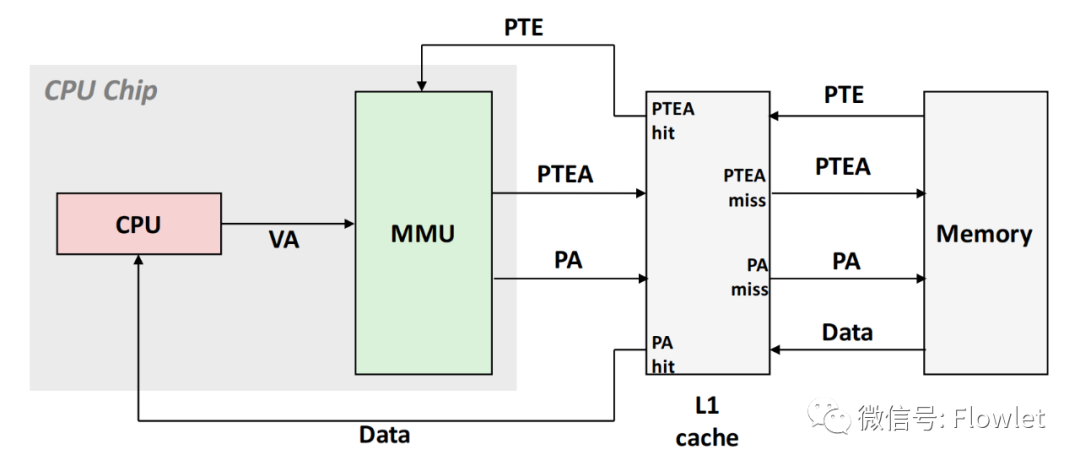 PTE
CPU Chip
PTEA
hit
PTE
PTEA
PTEA
miss
PTEA
CPU
VA
MMU
Memory
PA
PA
miss
PA
PA
hit
Data
Data
L1
cache
微信号: Flowlet